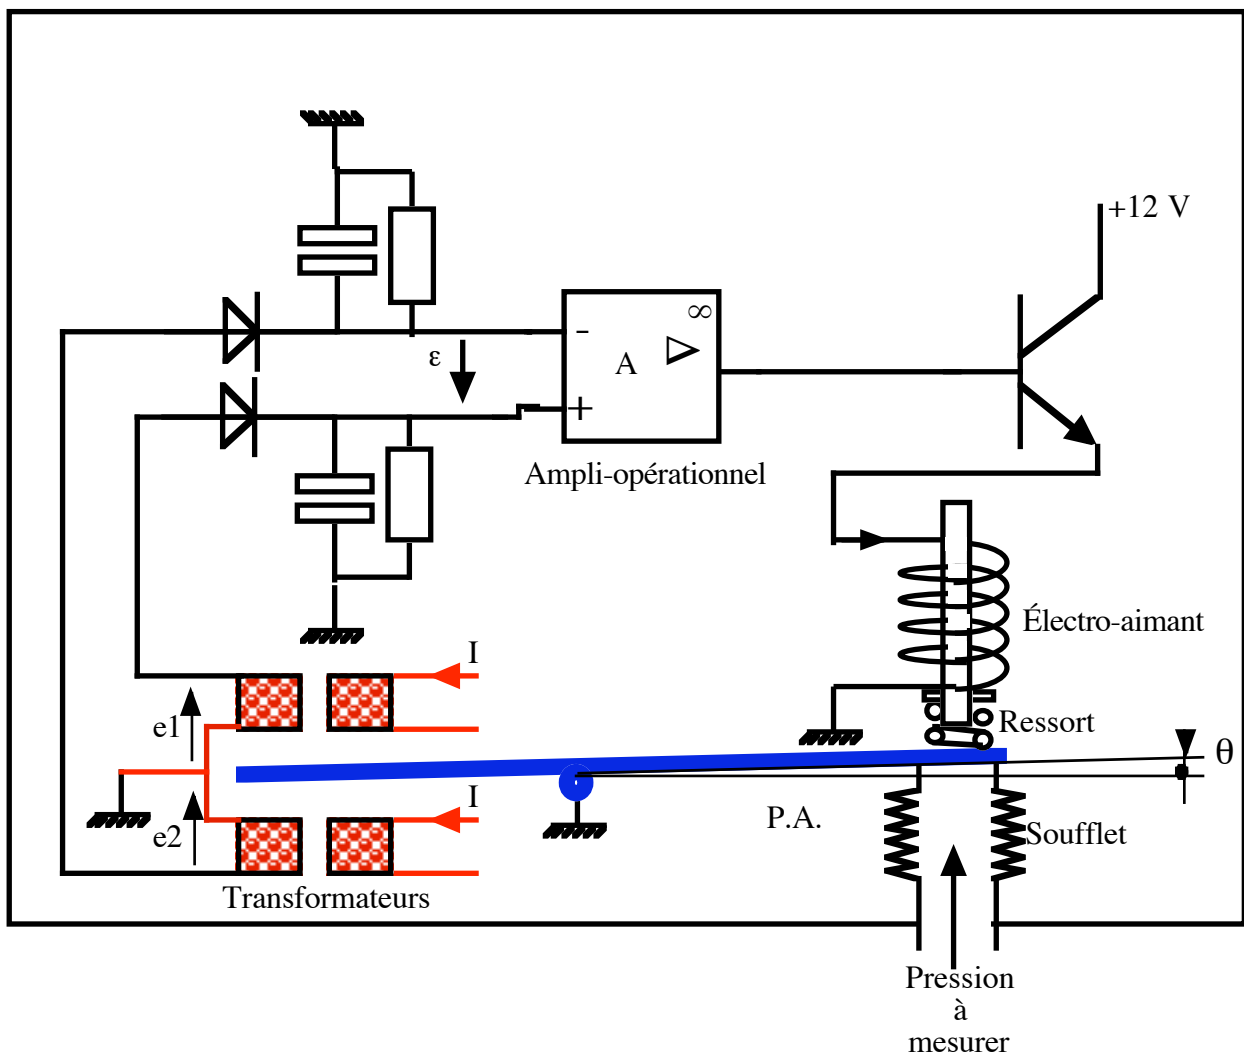 +12 V
∞
-
A
ε
+
Ampli-opérationnel
Électro-aimant
I
e1
Ressort
θ
I
P.A.
e2
Soufflet
Transformateurs
Pression
à
mesurer